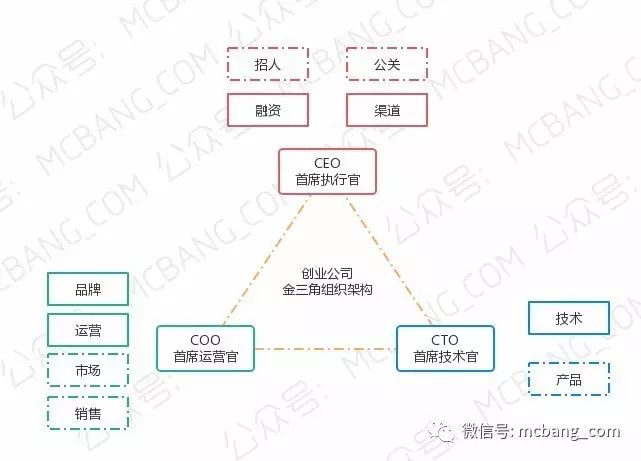 招人
公关
融资
渠道
CEO
首席执行官
创业公司
金三角组织架构
品牌
运营
市场
销售
COO
首席运营官
CTO
首席技术官
技术
产品
微信号: mcbang_com
公众号: MCBANG_COM